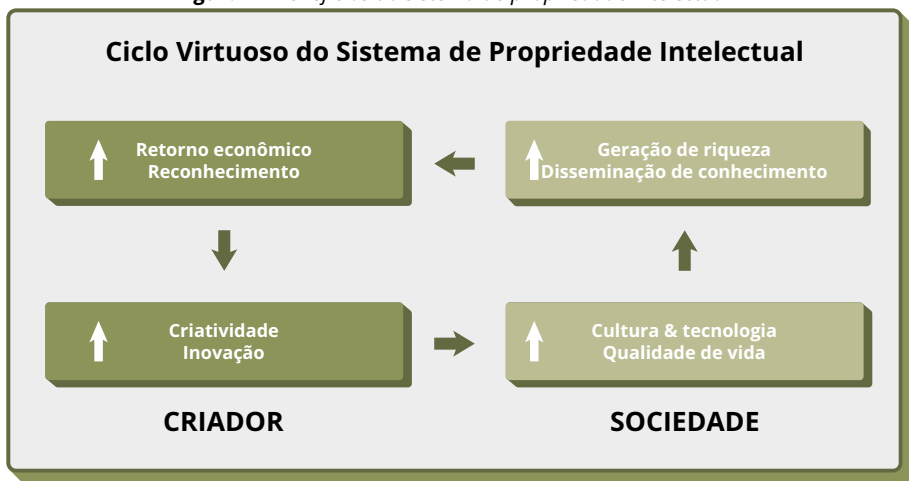 Ciclo Virtuoso do Sistema de Propriedade Intelectual
Retorno econômico
Reconhecimento
Geração de riqueza
Disseminação de conhecimento
Criatividade
Inovação
Cultura & tecnologia
Qualidade de vida
CRIADOR
SOCIEDADE